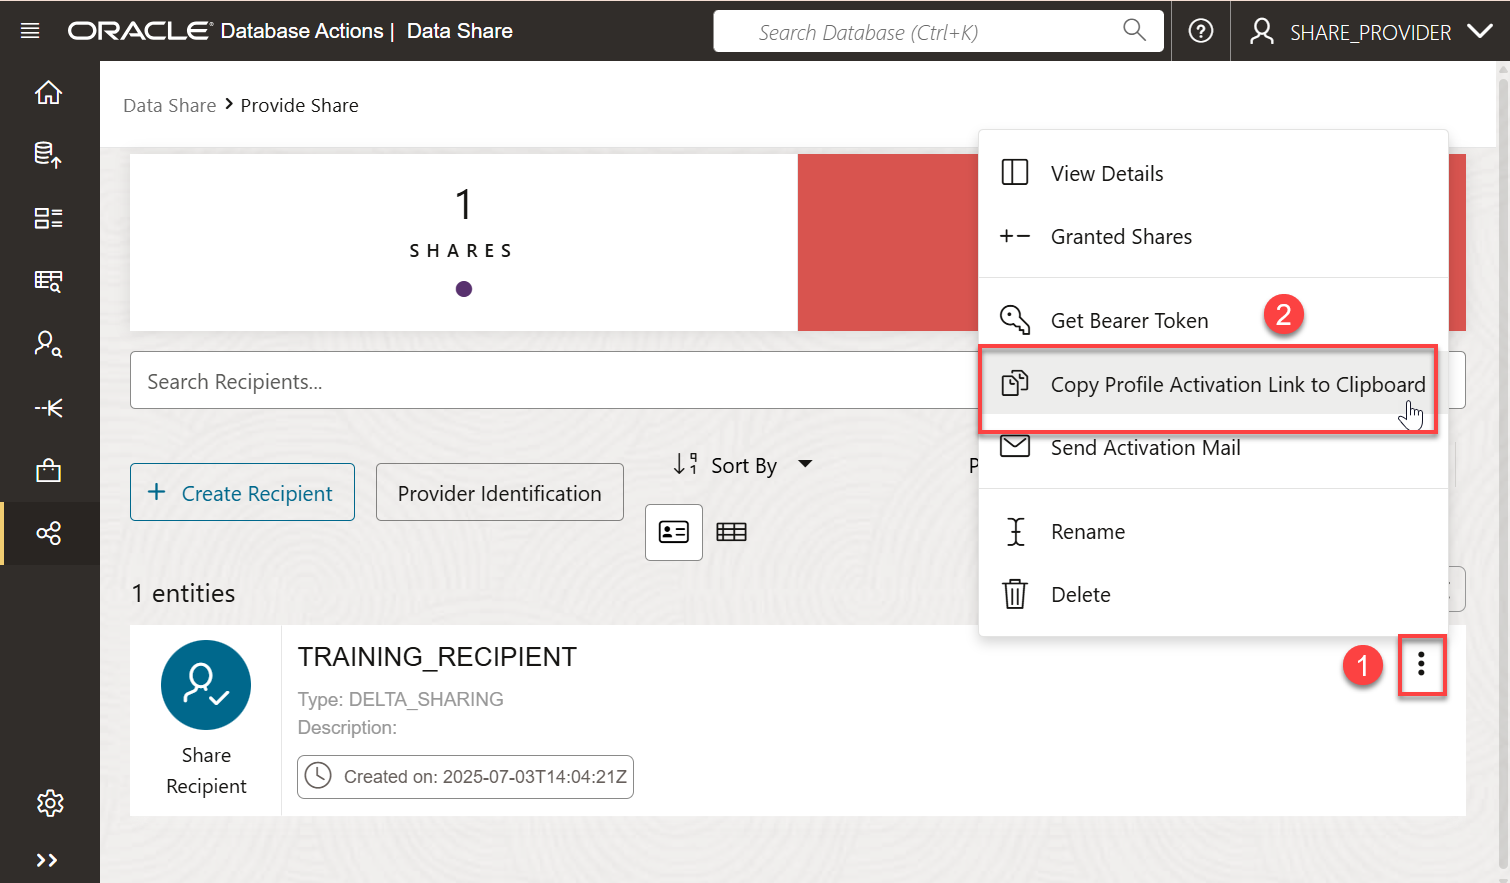 ORACLE Database Actions | Data Share
Search Database (Ctrl+K)
SHARE_PROVIDER
Data Share > Provide Share
1
SHARES
View Details
Granted Shares
Get Bearer Token
2
Copy Profile Activation Link to Clipboard
Send Activation Mail
Rename
Delete
Search Recipients...
+ Create Recipient
Provider Identification
Sort By
P
1 entities
TRAINING_RECIPIENT
1
Type: DELTA_SHARING
Description:
Created on: 2025-07-03T14:04:21Z
Share
Recipient